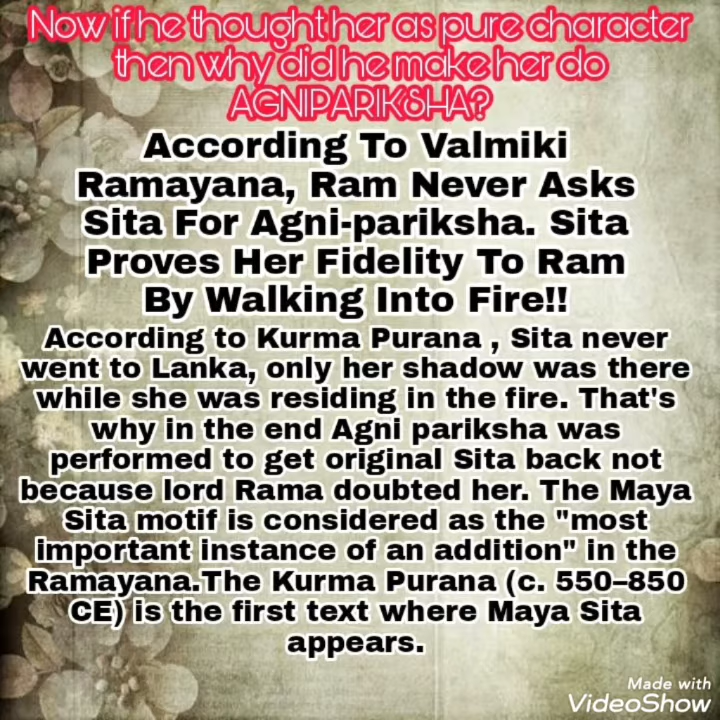 Now if he thought her as pure character
then why did he make her do
AGNIPARIKSHA?
According To Valmiki
Ramayana, Ram Never Asks
Sita For Agni-pariksha. Sita
Proves Her Fidelity To Ram
By Walking Into Fire!!
According to Kurma Purana , Sita never
went to Lanka, only her shadow was there
while she was residing in the fire. That's
why in the end Agni pariksha was
performed to get original Sita back not
because lord Rama doubted her. The Maya
Sita motif is considered as the "most
important instance of an addition" in the
Ramayana.The Kurma Purana (c. 550–850
CE) is the first text where Maya Sita
appears.
Made with
VideoShow